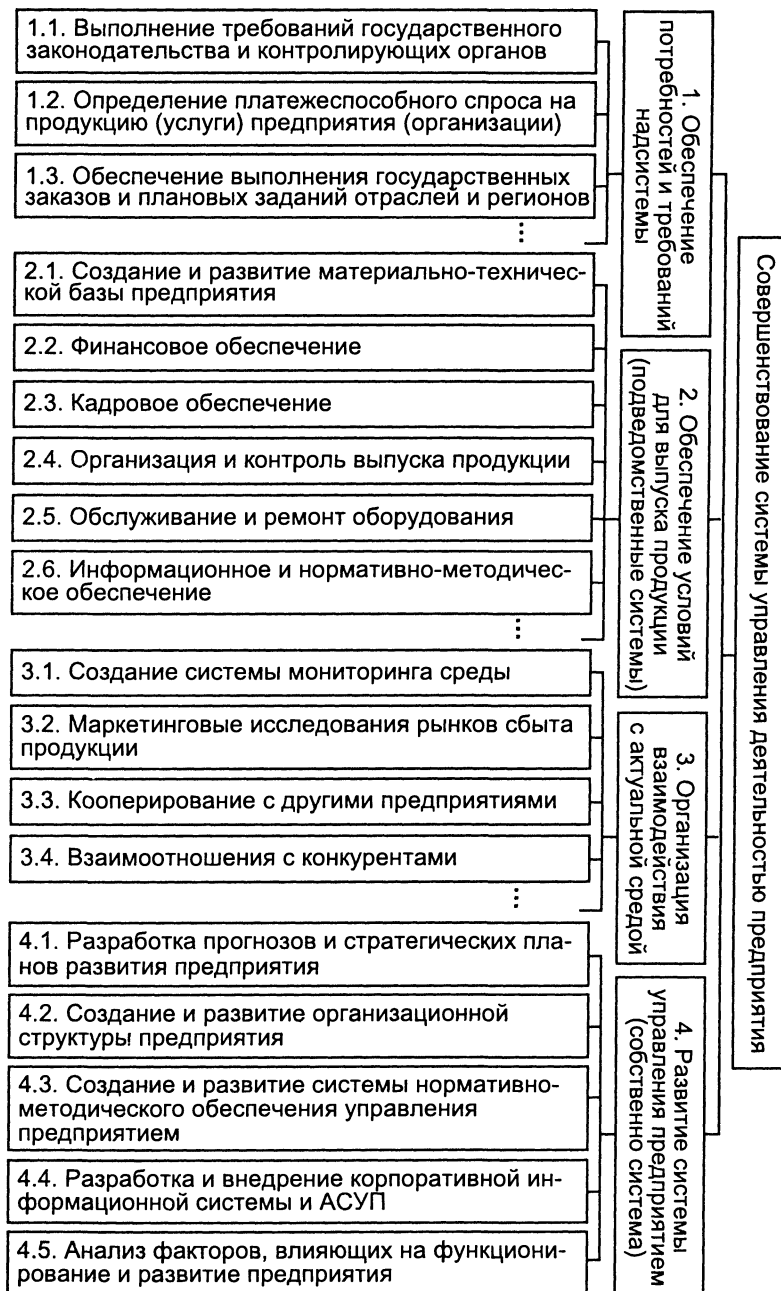 Совершенствование системы управления деятельностью предприятия
1. Обеспечение
потребностей и требований
надсистемы
1.1. Выполнение требований государственного
законодательства и контролирующих органов
1.2. Определение платежеспособного спроса на
продукцию (услуги) предприятия (организации)
1.3. Обеспечение выполнения государственных
заказов и плановых заданий отраслей и регионов
...
2. Обеспечение условий
для выпуска продукции
(подведомственные системы)
2.1. Создание и развитие материально-техничес-
кой базы предприятия
2.2. Финансовое обеспечение
2.3. Кадровое обеспечение
2.4. Организация и контроль выпуска продукции
2.5. Обслуживание и ремонт оборудования
2.6. Информационное и нормативно-методичес-
кое обеспечение
...
3. Организация
взаимодействия
с актуальной средой
3.1. Создание системы мониторинга среды
3.2. Маркетинговые исследования рынков сбыта
продукции
3.3. Кооперирование с другими предприятиями
3.4. Взаимоотношения с конкурентами
...
4. Развитие системы
управления предприятием
(собственно система)
4.1. Разработка прогнозов и стратегических пла-
нов развития предприятия
4.2. Создание и развитие организационной
структуры предприятия
4.3. Создание и развитие системы нормативно-
методического обеспечения управления
предприятием
4.4. Разработка и внедрение корпоративной ин-
формационной системы и АСУП
4.5. Анализ факторов, влияющих на функциони-
рование и развитие предприятия